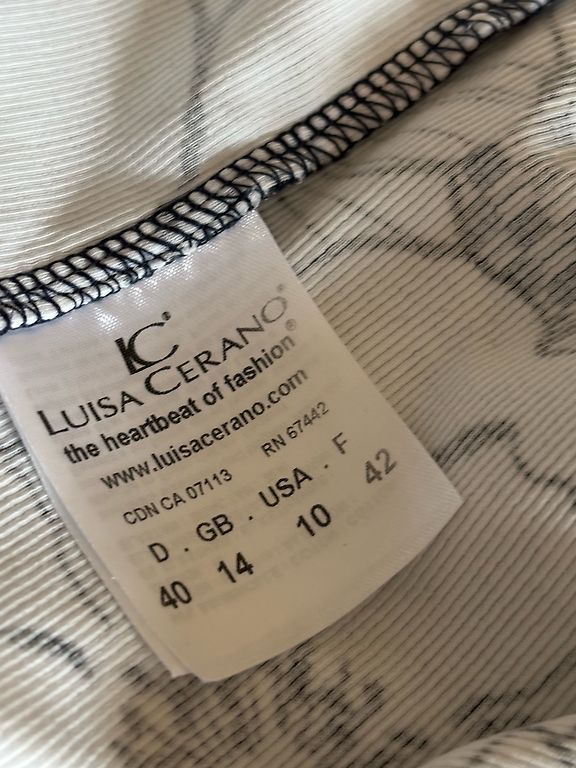 LC®
LUISA CERANO®
the heartbeat of fashion®
www.luisacerano.com
CDN CA 07113 RN 67442
D . GB . USA . F
40 14 10 42